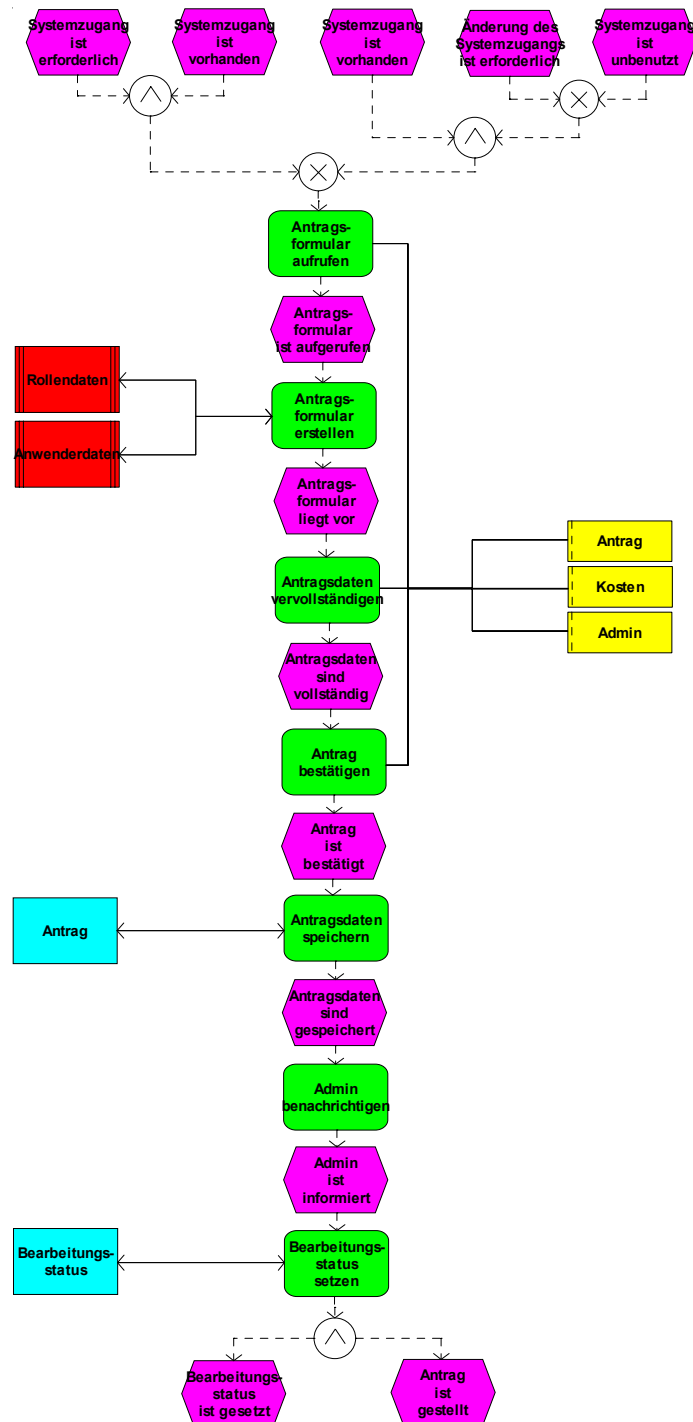 Systemzugang
ist
erforderlich
Systemzugang
ist
vorhanden
Systemzugang
ist
vorhanden
Änderung des
Systemzugangs
ist erforderlich
Systemzugang
ist
unbenutzt
Antrags-
formular
aufrufen
Antrags-
formular
ist aufgerufen
Rollendaten
Anwenderdaten
Antrags-
formular
erstellen
Antrags-
formular
liegt vor
Antrag
Kosten
Admin
Antragsdaten
vervollständigen
Antragsdaten
sind
vollständig
Antrag
bestätigen
Antrag
ist
bestätigt
Antrag
Antragsdaten
speichern
Antragsdaten
sind
gespeichert
Admin
benachrichtigen
Admin
ist
informiert
Bearbeitungs-
status
Bearbeitungs-
status
setzen
Bearbeitungs-
status
ist gesetzt
Antrag
ist
gestellt